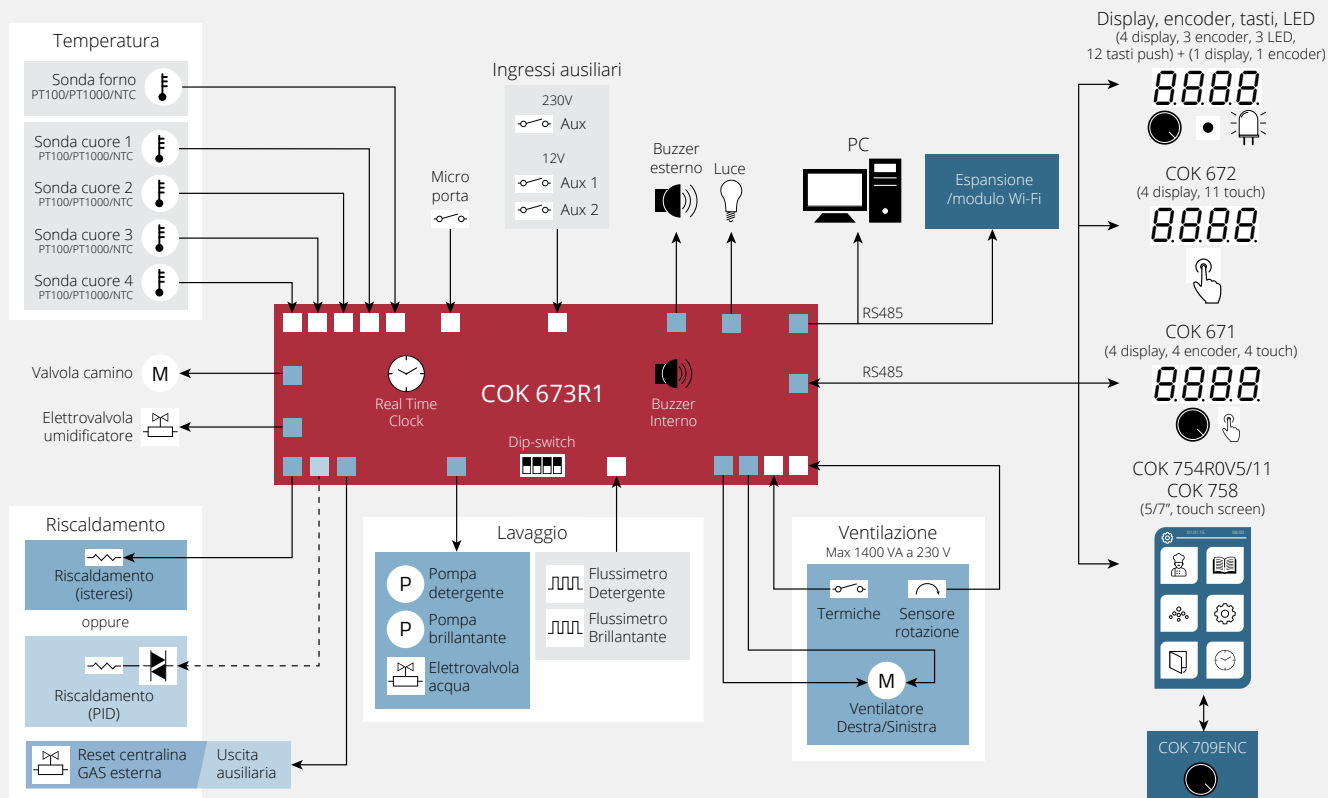 Temperatura
Sonda forno
PT100/PT1000/NTC
Sonda cuore 1
PT100/PT1000/NTC
Sonda cuore 2
PT100/PT1000/NTC
Sonda cuore 3
PT100/PT1000/NTC
Sonda cuore 4
PT100/PT1000/NTC
Valvola camino
M
Elettrovalvola
umidificatore
Ingressi ausiliari
230V
Aux
12V
Aux 1
Aux 2
Micro
porta
Buzzer
esterno
Luce
PC
Espansione
/modulo Wi-Fi
RS485
RS485
Real Time
Clock
COK 673R1
Buzzer
Interno
Dip-switch
Riscaldamento
Riscaldamento
(isteresi)
oppure
Riscaldamento
(PID)
Reset centralina
GAS esterna
Uscita
ausiliaria
Lavaggio
P
Pompa
detergente
P
Pompa
brillantante
Elettrovalvola
acqua
Flussimetro
Detergente
Flussimetro
Brillantante
Ventilazione
Max 1400 VA a 230 V
Termiche
Sensore
rotazione
M
Ventilatore
Destra/Sinistra
Display, encoder, tasti, LED
(4 display, 3 encoder, 3 LED,
12 tasti push) + (1 display, 1 encoder)
8.8.8.8.
COK 672
(4 display, 11 touch)
8.8.8.8.
COK 671
(4 display, 4 encoder, 4 touch)
8.8.8.8.
COK 754R0V5/11
COK 758
(5/7”, touch screen)
COK 709ENC